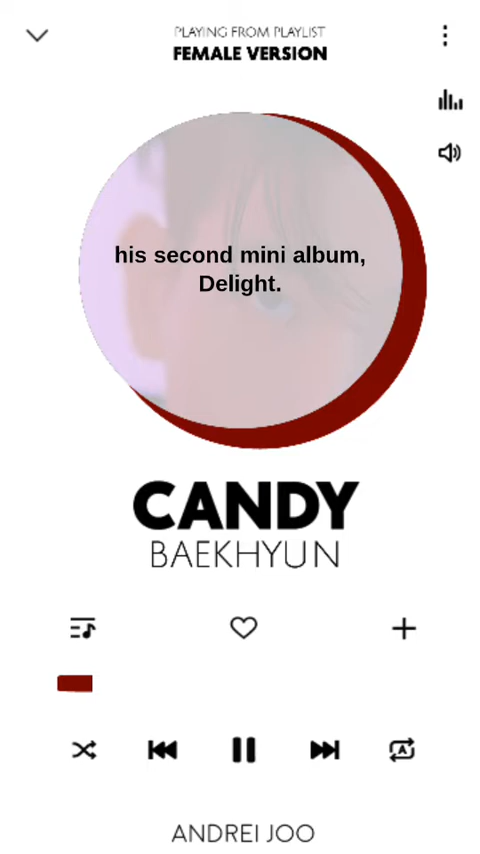 PLAYING FROM PLAYLIST
FEMALE VERSION
his second mini album,
Delight.
CANDY
BAEKHYUN
A
ANDREI JOO